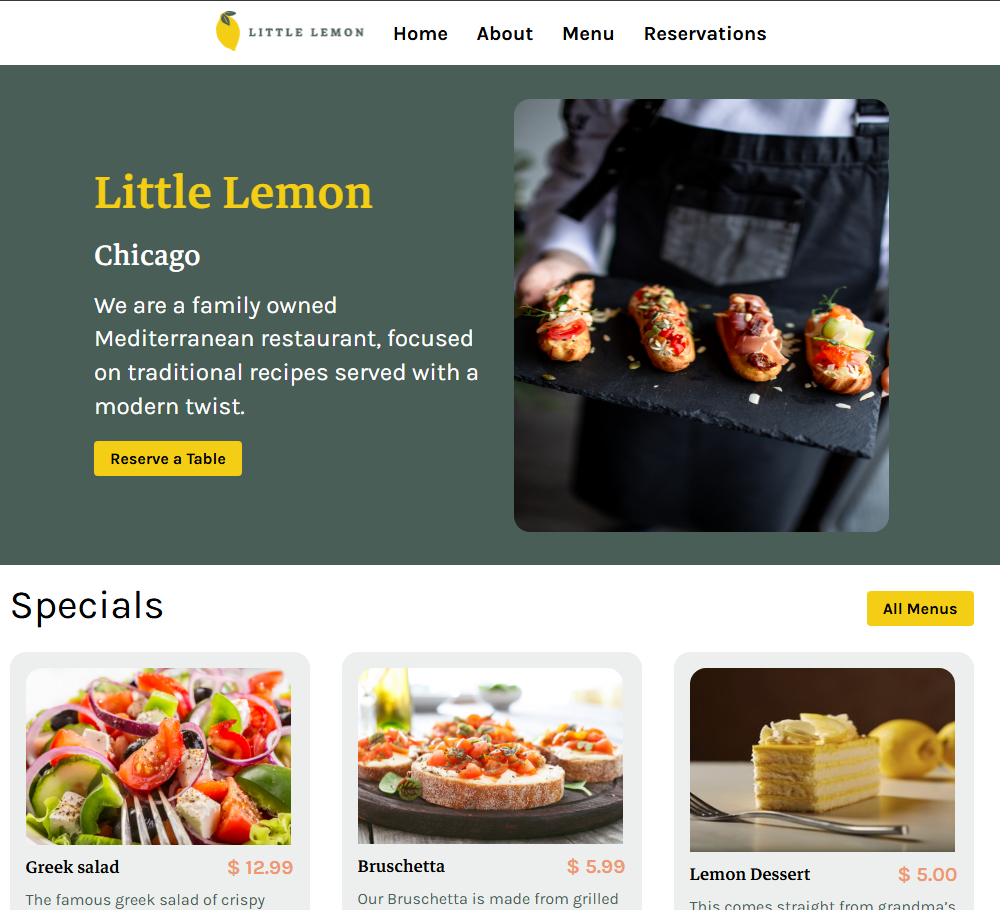 LITTLE LEMON
Home
About
Menu
Reservations
Little Lemon
Chicago
We are a family owned
Mediterranean restaurant, focused
on traditional recipes served with a
modern twist.
Reserve a Table
Specials
All Menus
Greek salad
$ 12.99
The famous greek salad of crispy
Bruschetta
$ 5.99
Our Bruschetta is made from grilled
Lemon Dessert
$ 5.00
This comes straight from grandma's